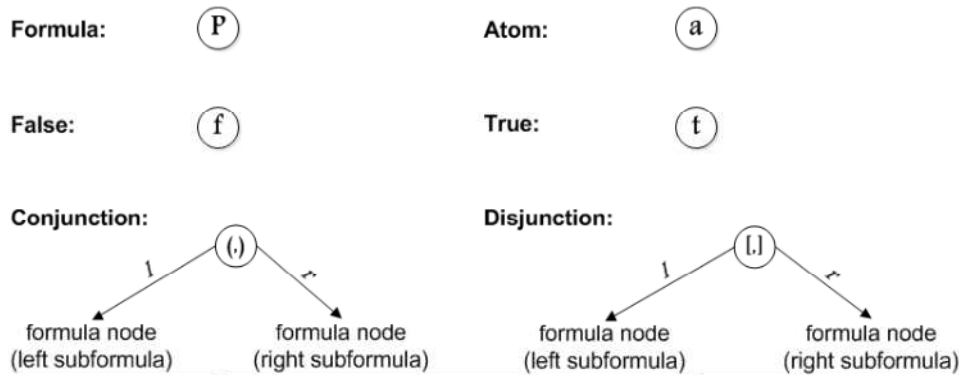 Formula: P Atom: a
False: f True: t
Conjunction: Disjunction:
(,) [,]
l r l r
formula node formula node formula node formula node
(left subformula) (right subformula) (left subformula) (right subformula)